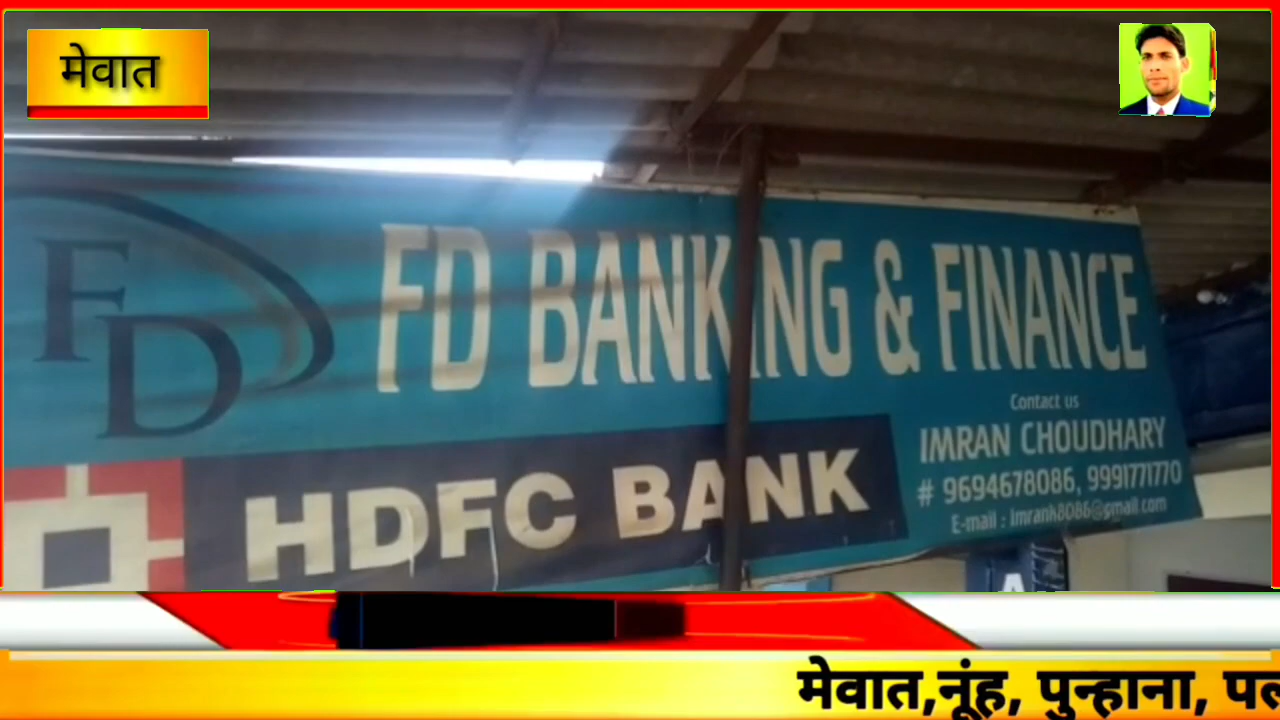 मेवात
FD
FD BANKING & FINANCE
Contact us
IMRAN CHOUDHARY
# 9694678086, 9991771770
E-mail : imrank8086@gmail.com
HDFC BANK
A
मेवात,नूंह, पुन्हाना,